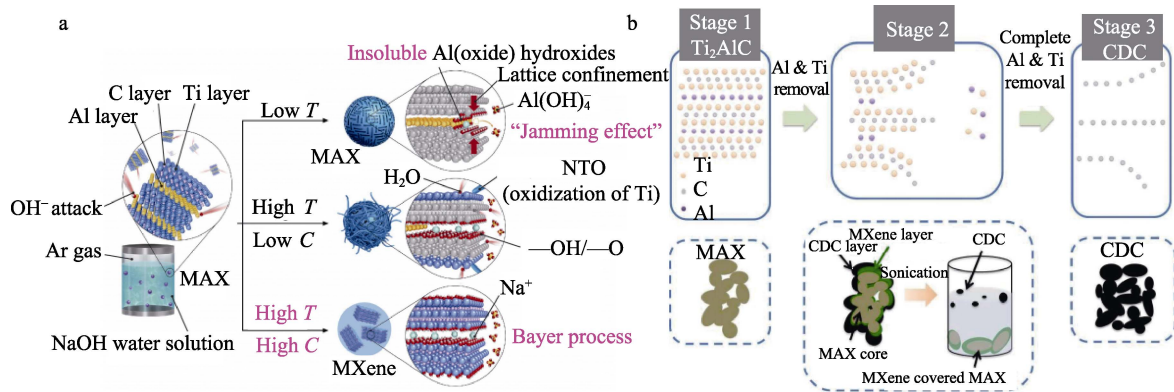 a
C layer
Ti layer
Al layer
OH⁻ attack
Ar gas
MAX
NaOH water solution
Low T
MAX
Insoluble Al(oxide) hydroxides
Lattice confinement
Al(OH)₄⁻
“Jamming effect”
High T
Low C
H₂O
NTO
(oxidization of Ti)
—OH/—O
High T
High C
MXene
Na⁺
Bayer process
b
Stage 1
Ti₂AlC
Ti
C
Al
Al & Ti
removal
Stage 2
Complete
Al & Ti
removal
Stage 3
CDC
MAX
MXene layer
CDC layer
MAX core
Sonication
CDC
MXene covered MAX
CDC